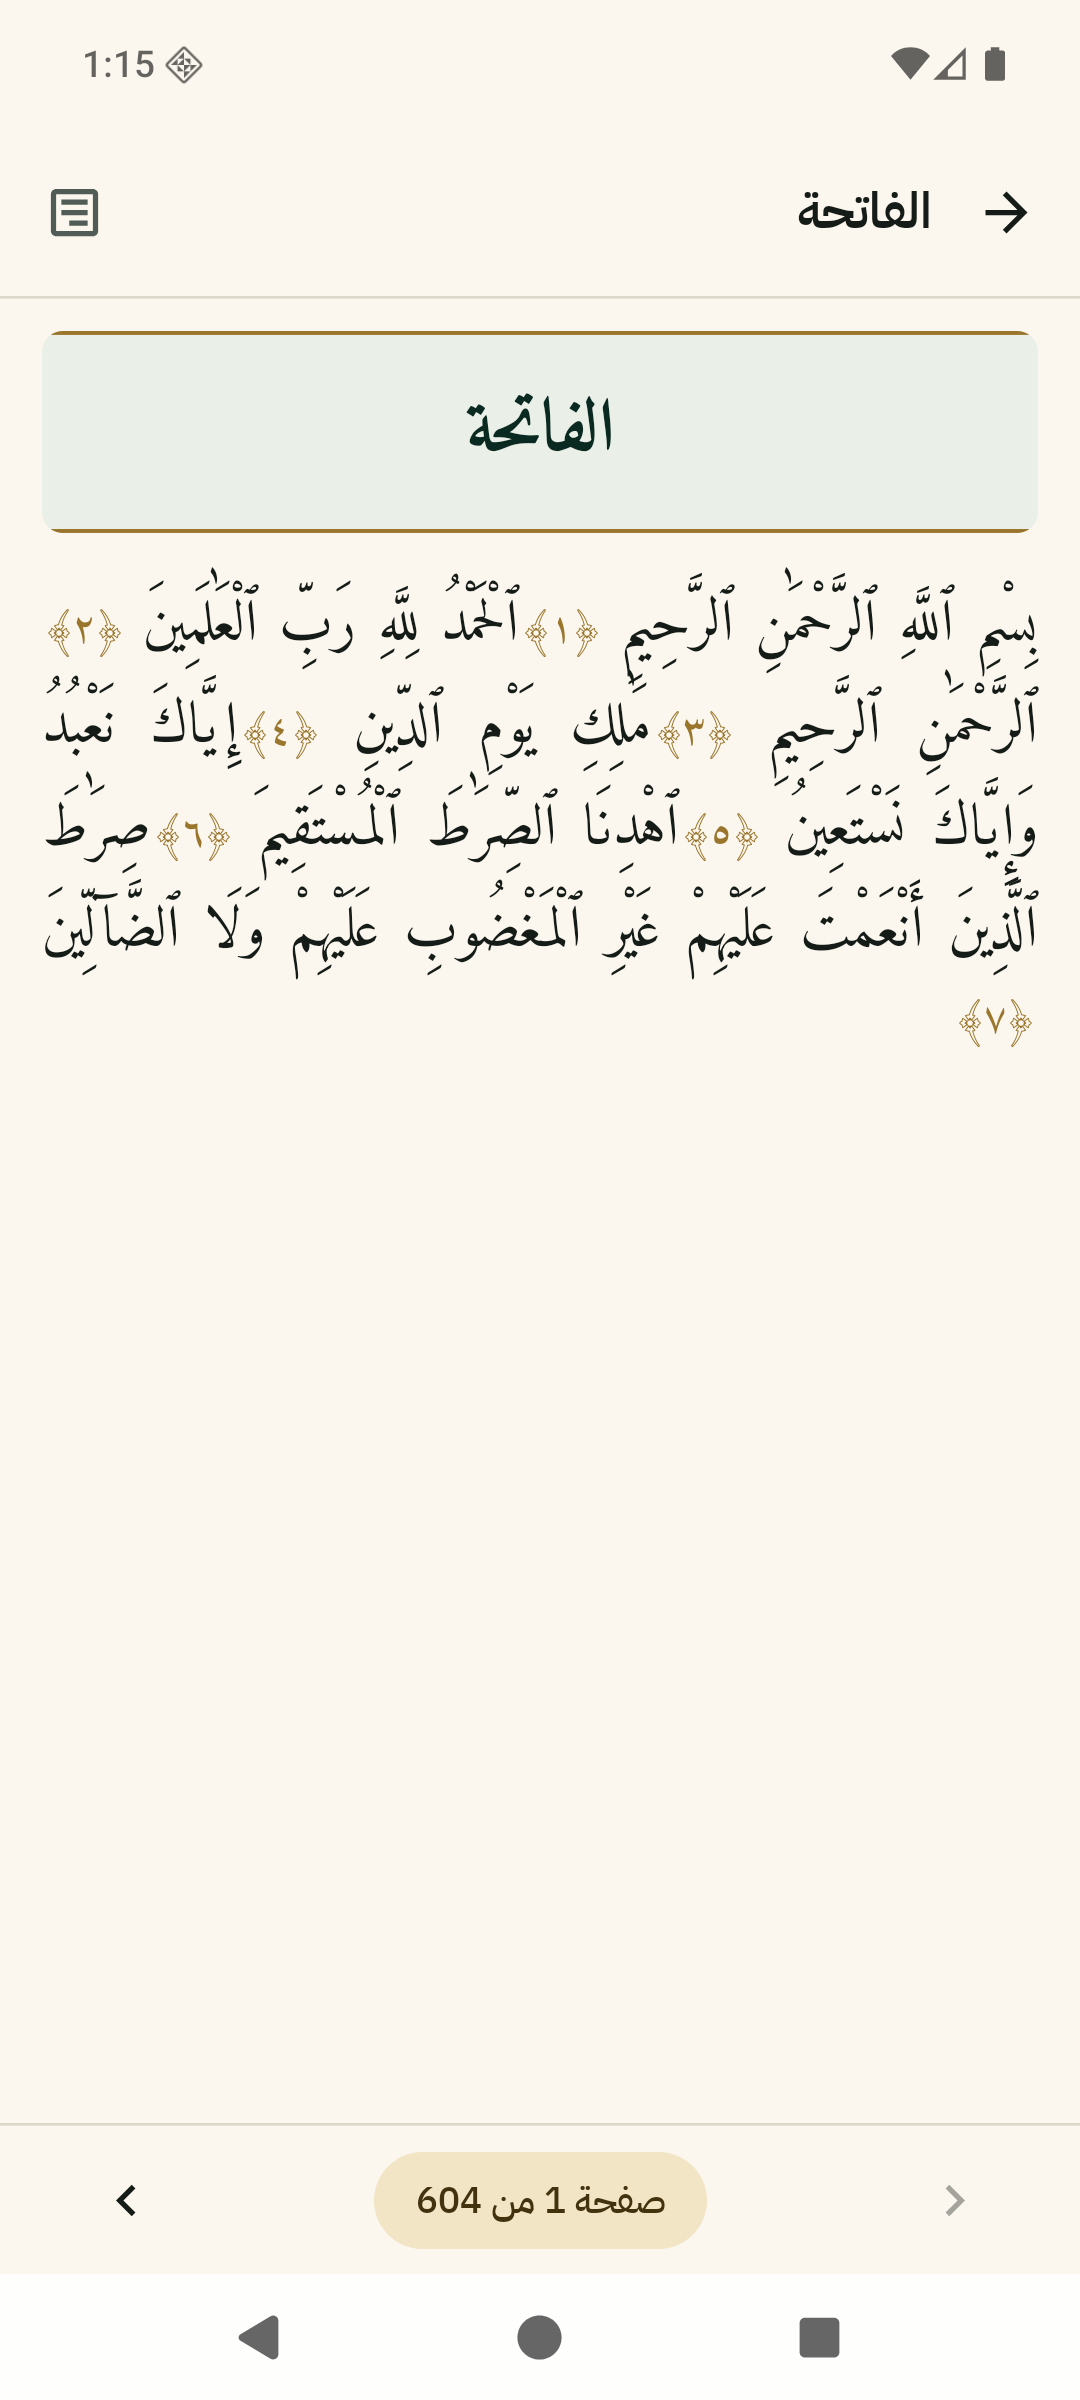 1:15
الفاتحة
الفاتحة
بِسْمِ ٱللَّهِ ٱلرَّحْمَٰنِ ٱلرَّحِيمِ ﴿١﴾ ٱلْحَمْدُ لِلَّهِ رَبِّ ٱلْعَٰلَمِينَ ﴿٢﴾
ٱلرَّحْمَٰنِ ٱلرَّحِيمِ ﴿٣﴾ مَٰلِكِ يَوْمِ ٱلدِّينِ ﴿٤﴾ إِيَّاكَ نَعْبُدُ
وَإِيَّاكَ نَسْتَعِينُ ﴿٥﴾ ٱهْدِنَا ٱلصِّرَٰطَ ٱلْمُسْتَقِيمَ ﴿٦﴾ صِرَٰطَ
ٱلَّذِينَ أَنْعَمْتَ عَلَيْهِمْ غَيْرِ ٱلْمَغْضُوبِ عَلَيْهِمْ وَلَا ٱلضَّآلِّينَ
﴿٧﴾
صفحة 1 من 604